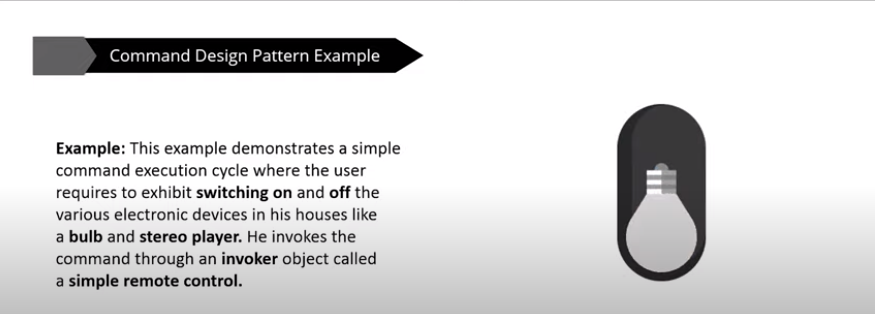 Command Design Pattern Example
Example: This example demonstrates a simple
command execution cycle where the user
requires to exhibit switching on and off the
various electronic devices in his houses like
a bulb and stereo player. He invokes the
command through an invoker object called
a simple remote control.